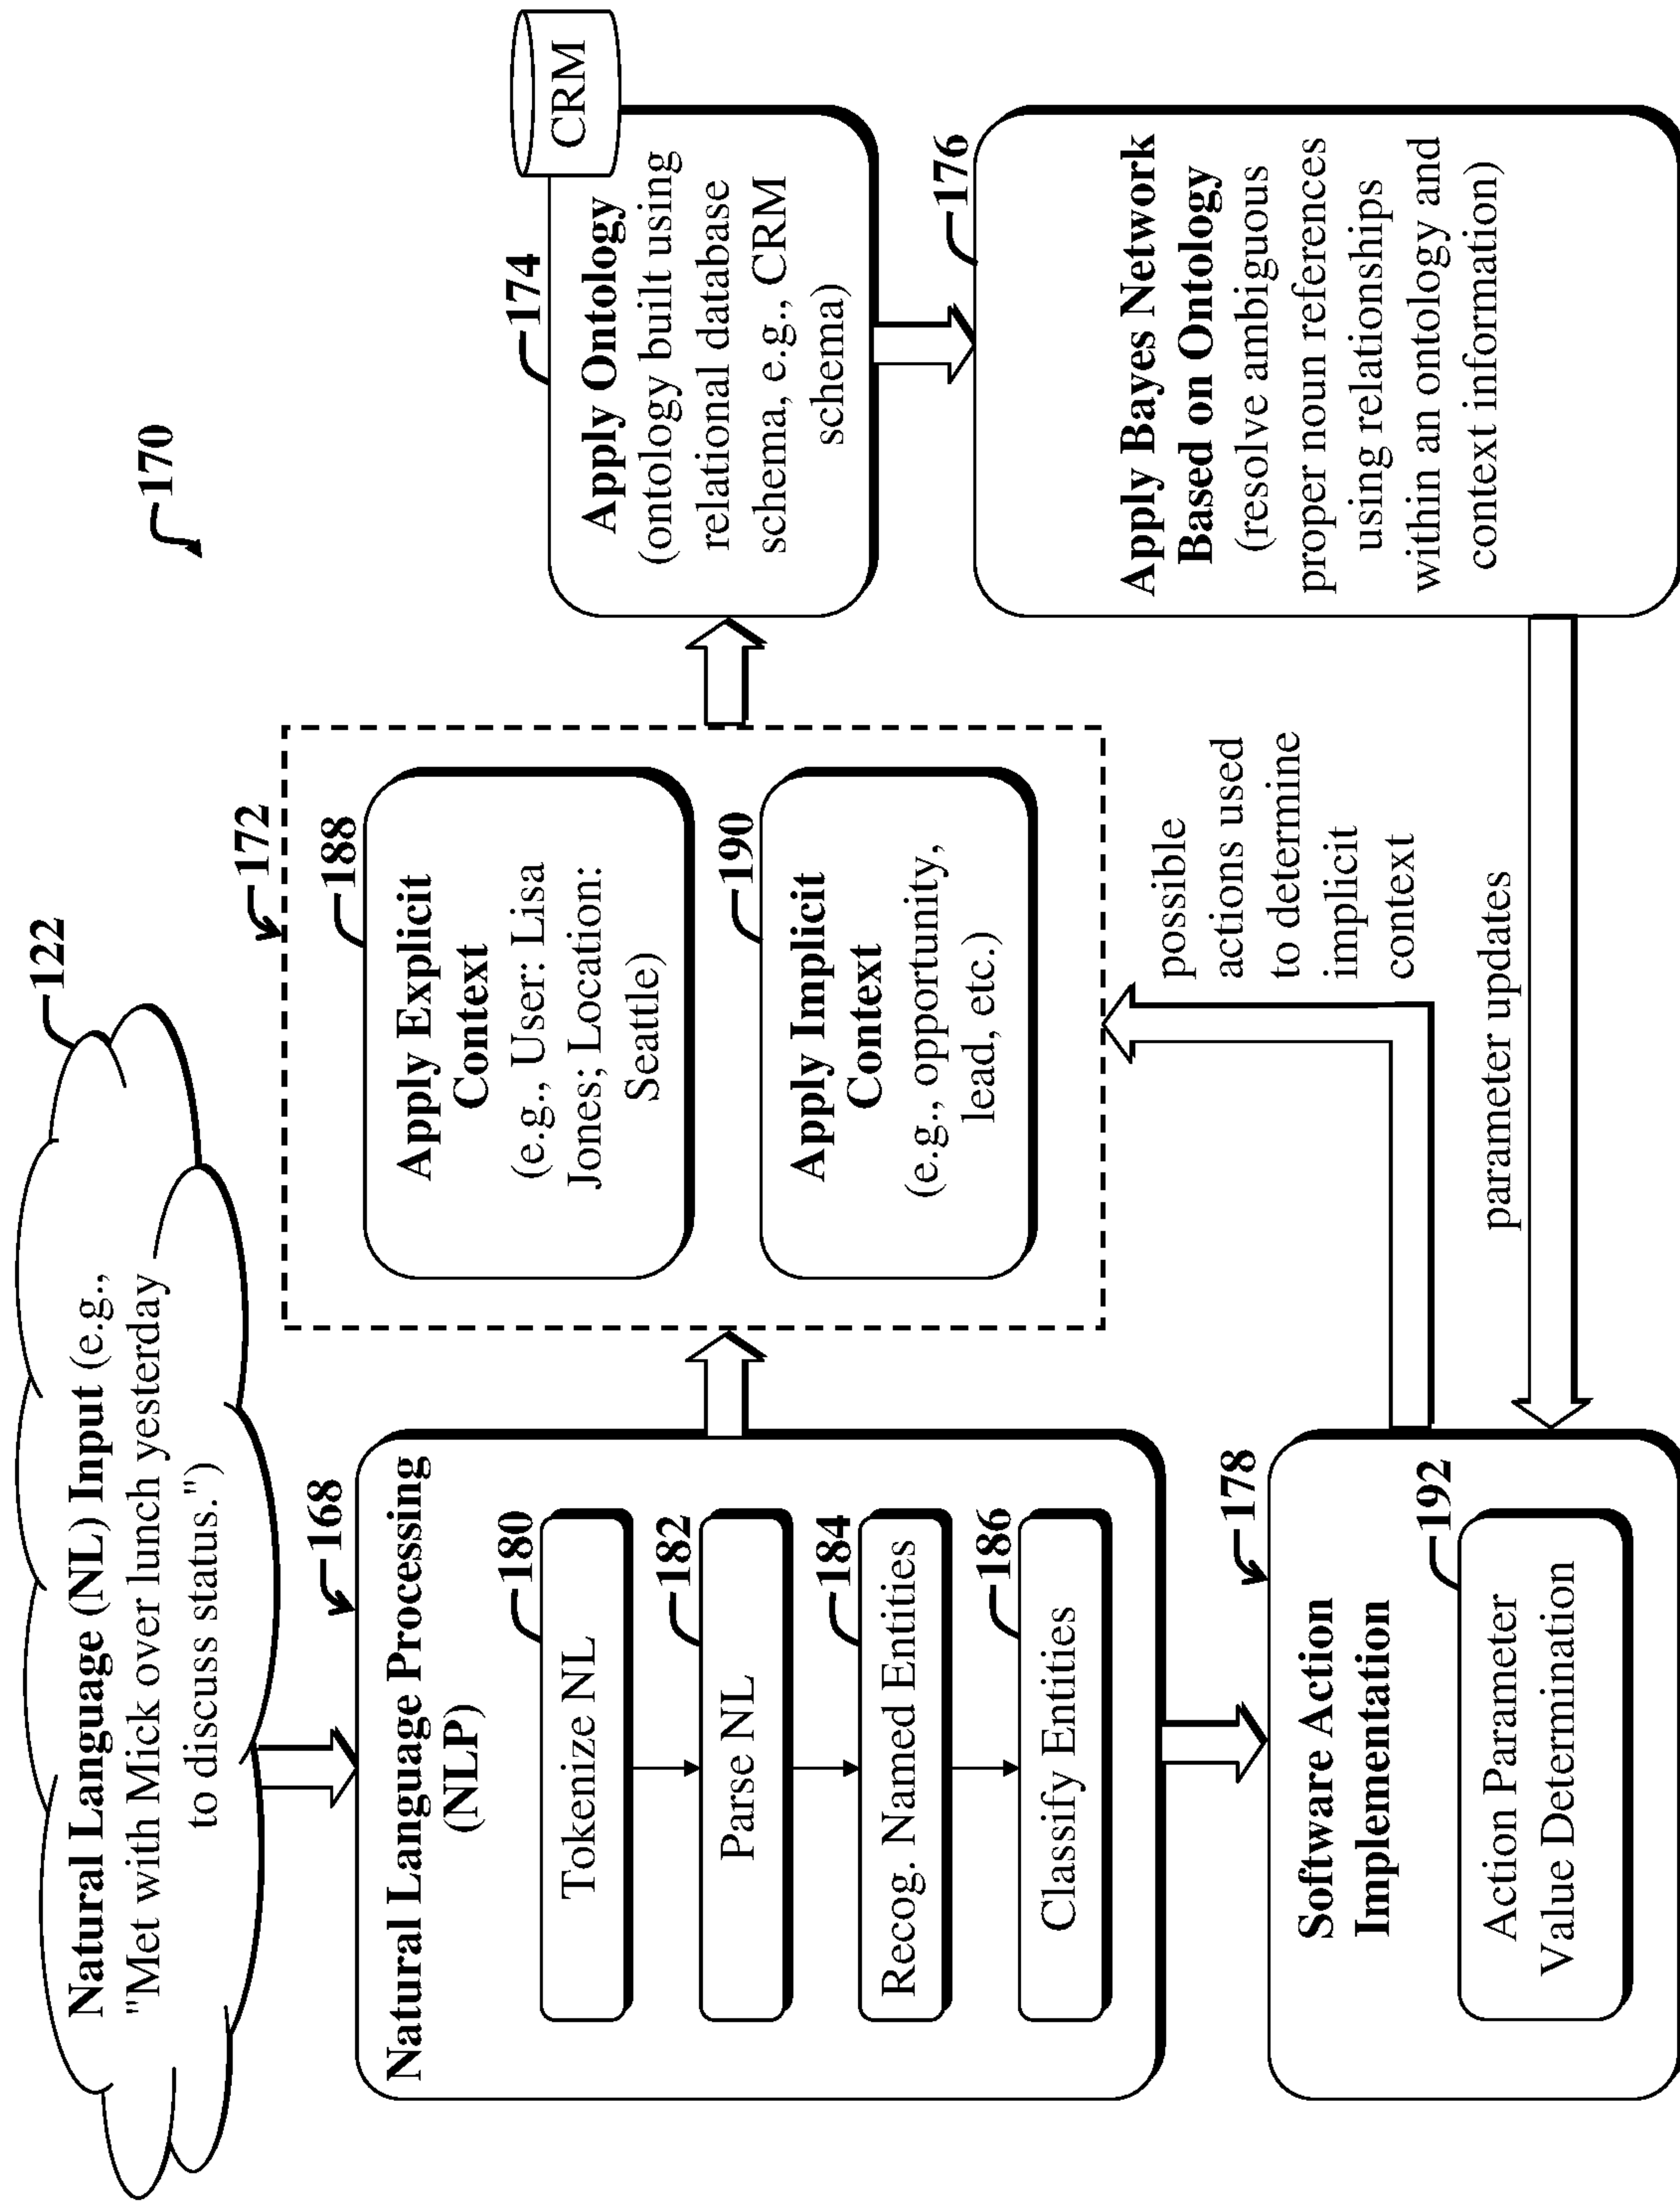 170
122
Natural Language (NL) Input (e.g.,
"Met with Mick over lunch yesterday
to discuss status.")
168
Natural Language Processing
(NLP)
180
Tokenize NL
182
Parse NL
184
Recog. Named Entities
186
Classify Entities
172
188
Apply Explicit
Context
(e.g., User: Lisa
Jones; Location:
Seattle)
190
Apply Implicit
Context
(e.g., opportunity,
lead, etc.)
174
CRM
Apply Ontology
(ontology built using
relational database
schema, e.g., CRM
schema)
176
Apply Bayes Network
Based on Ontology
(resolve ambiguous
proper noun references
using relationships
within an ontology and
context information)
178
Software Action
Implementation
192
Action Parameter
Value Determination
possible
actions used
to determine
implicit
context
parameter updates